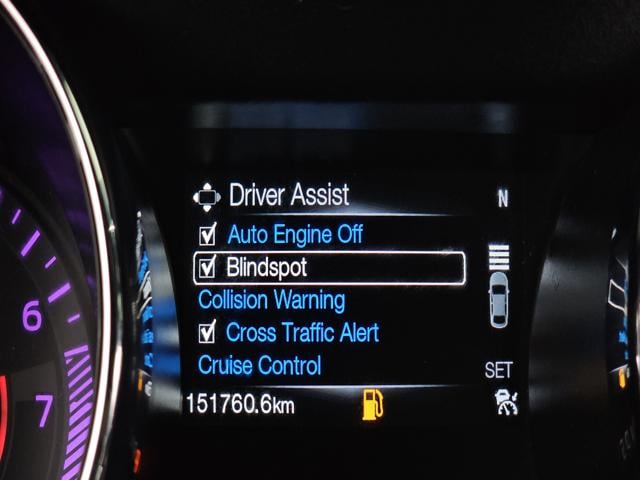 Driver Assist
N
Auto Engine Off
Blindspot
Collision Warning
Cross Traffic Alert
Cruise Control
SET
151760.6km
6
7